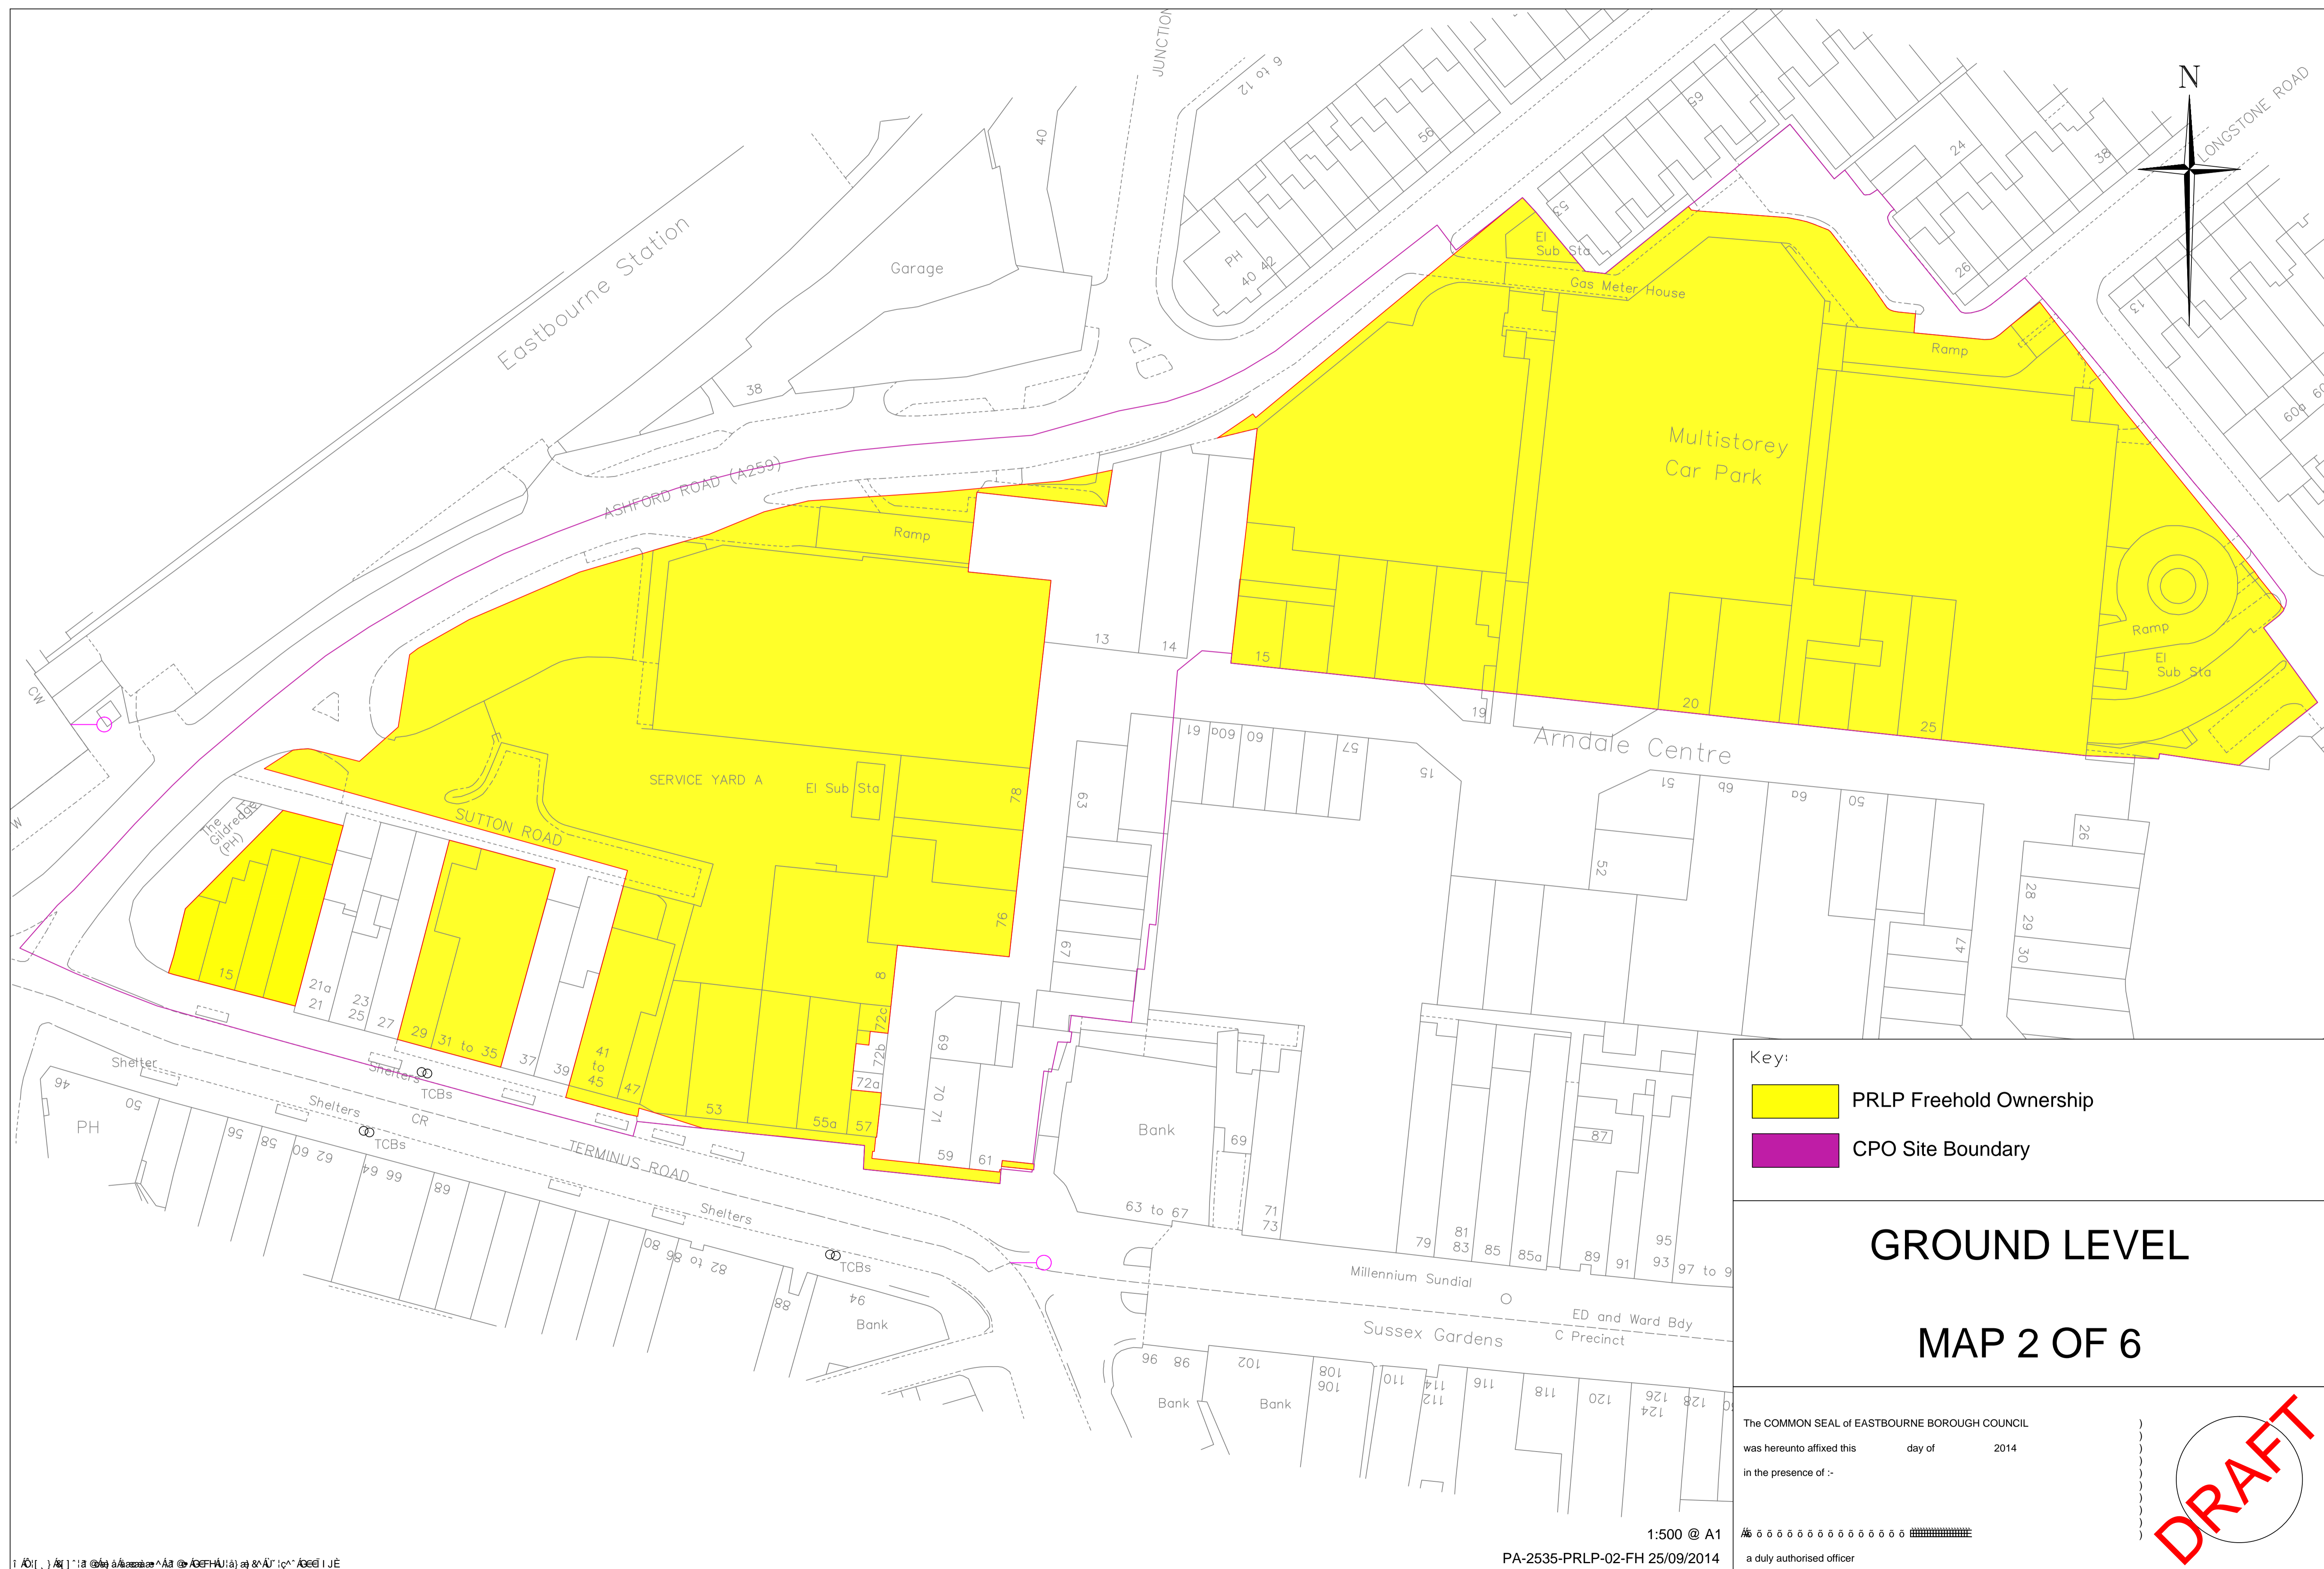 JUNCTION
6 to 12
40
56
65
24
38
LONGSTONE ROAD
N
Eastbourne Station
Garage
PH
40 42
53
El
Sub Sta
Gas Meter House
26
13
Ramp
60a
38
Multistorey
Car Park
ASHFORD ROAD (A259)
Ramp
13
14
15
19
20
25
Ramp
El
Sub Sta
CW
Arndale Centre
SERVICE YARD A
El Sub Sta
78
63
61
60a
60
57
15
51
6b
6a
50
SUTTON ROAD
The
Gildredge
(PH)
52
26
28
29
30
47
76
67
8
15
21a
21
23
25
27
29
31 to 35
37
39
41
to
45
47
53
55a
57
72c
72b
72a
69
70 71
59
61
Bank
69
87
63 to 67
71
73
79
81
83
85
85a
89
91
95
93
97 to 9
Shelter
Shelters
TCBs
46
50
PH
Shelters
CR
TCBs
56
58
60 62
64 66
68
TERMINUS ROAD
Shelters
80
82 to 86
88
TCBs
94
Bank
Millennium Sundial
ED and Ward Bdy
Sussex Gardens
C Precinct
96
98
102
Bank
Bank
108
106
110
114
112
116
118
120
126
124
128
Key:
PRLP Freehold Ownership
CPO Site Boundary
GROUND LEVEL
MAP 2 OF 6
The COMMON SEAL of EASTBOURNE BOROUGH COUNCIL
was hereunto affixed this day of 2014
in the presence of :-
a duly authorised officer
DRAFT
1:500 @ A1
PA-2535-PRLP-02-FH 25/09/2014